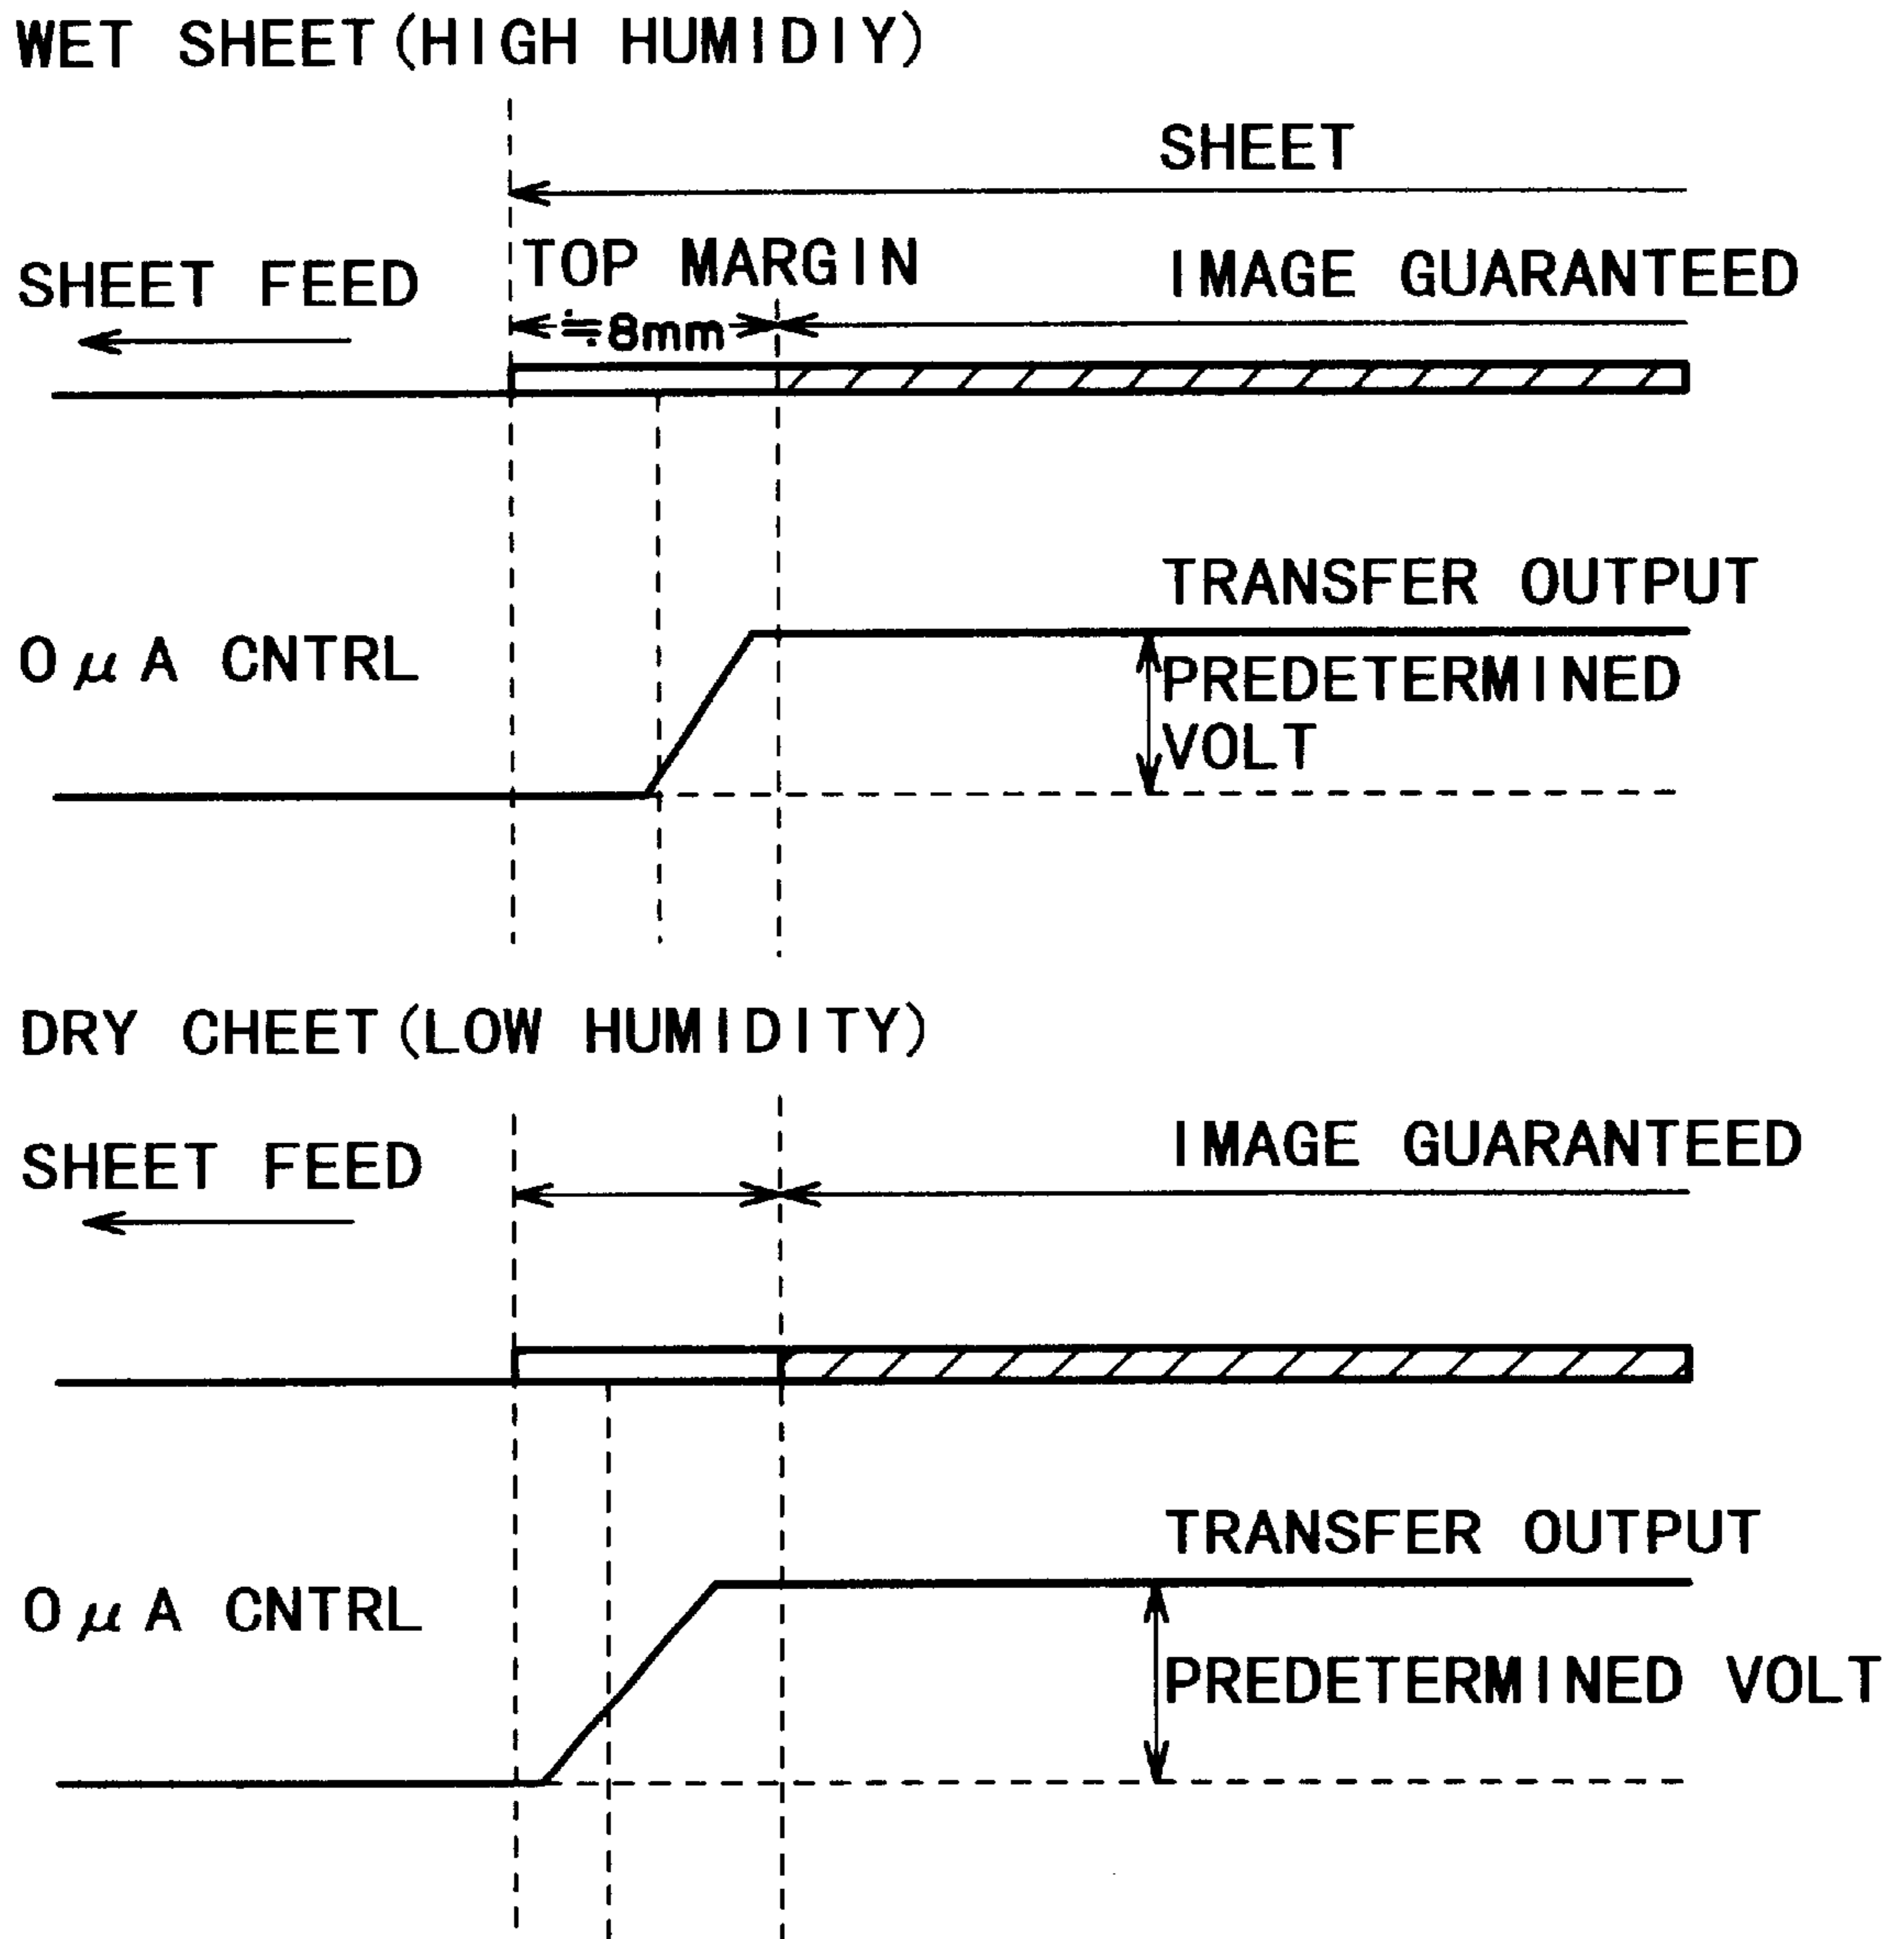 WET SHEET(HIGH HUMIDIY)
SHEET
SHEET FEED
TOP MARGIN
IMAGE GUARANTEED
≒8mm
TRANSFER OUTPUT
0μA CNTRL
PREDETERMINED
VOLT
DRY CHEET(LOW HUMIDITY)
SHEET FEED
IMAGE GUARANTEED
TRANSFER OUTPUT
0μA CNTRL
PREDETERMINED VOLT